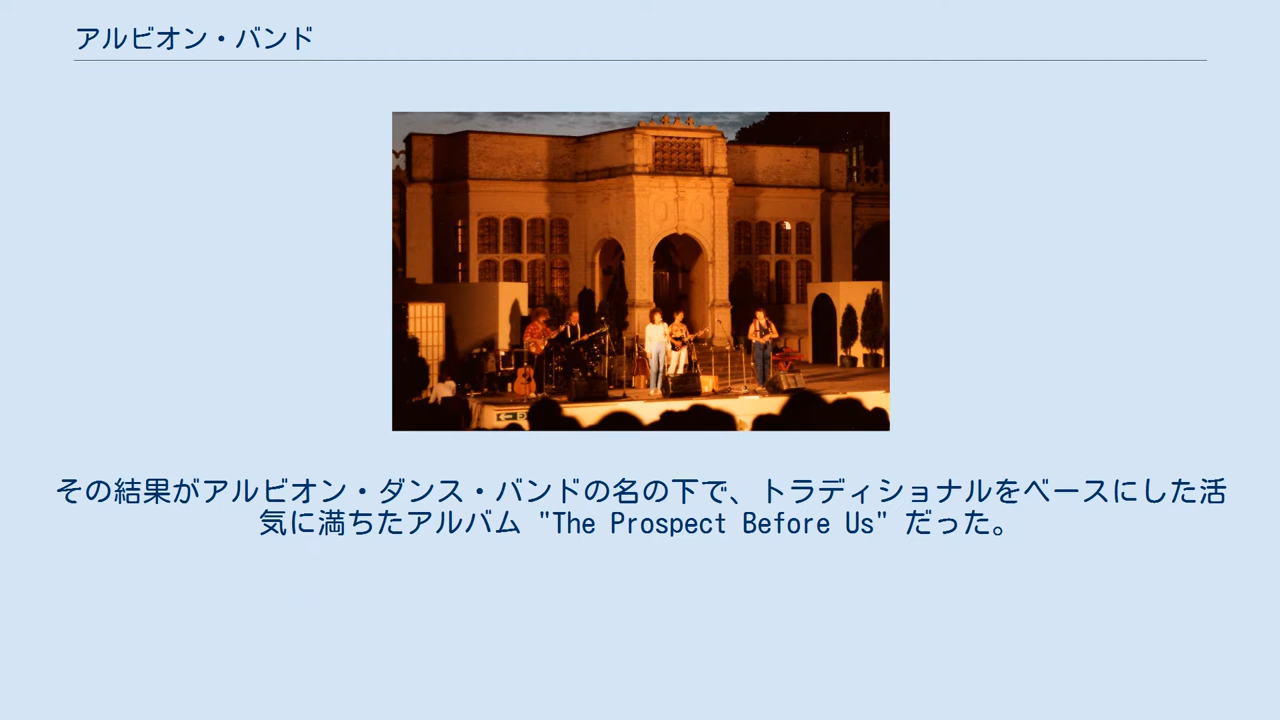 アルビオン・バンド
その結果がアルビオン・ダンス・バンドの名の下で、トラディショナルをベースにした活
気に満ちたアルバム "The Prospect Before Us" だった。